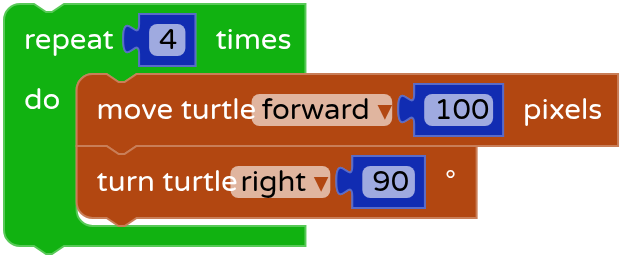 repeat 4 times
do
move turtle forward ▾ 100 pixels
turn turtle right ▾ 90 °